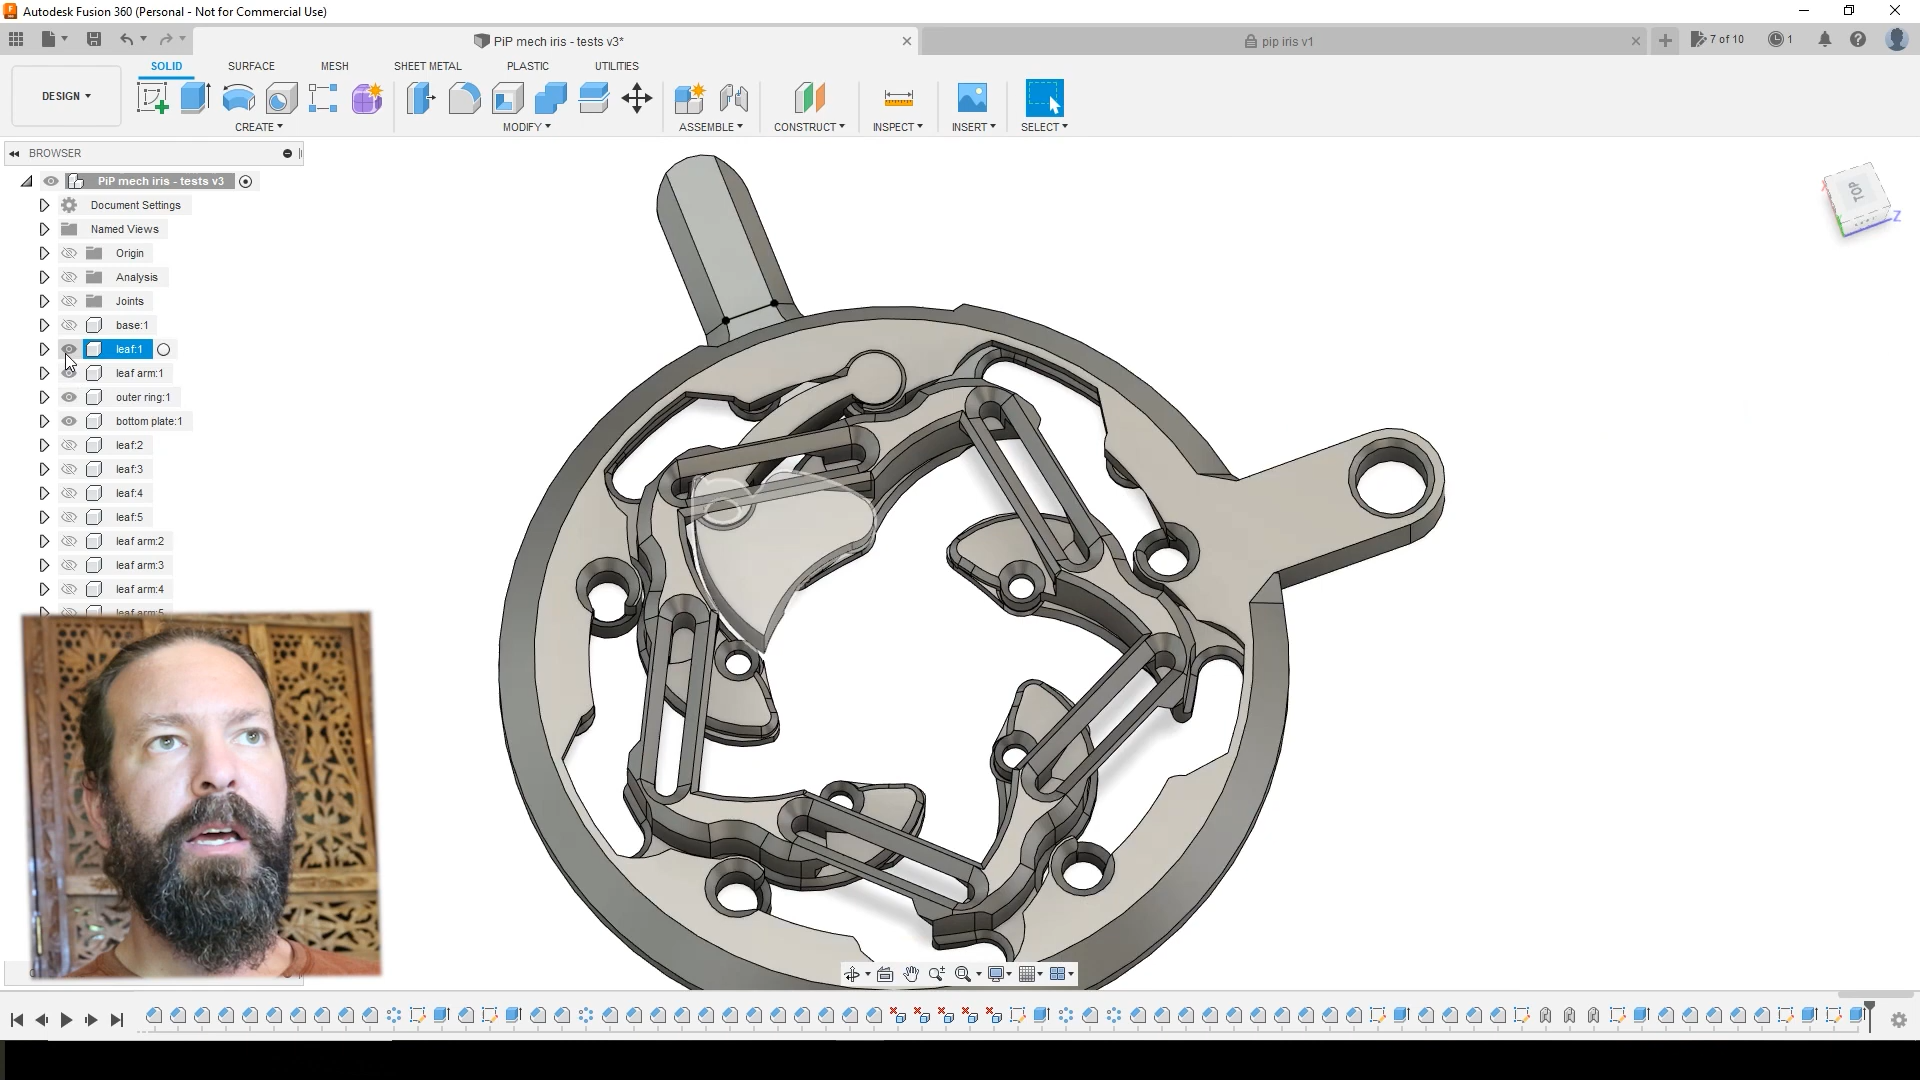 Autodesk Fusion 360 (Personal - Not for Commercial Use)
PiP mech iris - tests v3*
pip iris v1
7 of 10
1
DESIGN
SOLID
SURFACE
MESH
SHEET METAL
PLASTIC
UTILITIES
CREATE
MODIFY
ASSEMBLE
CONSTRUCT
INSPECT
INSERT
SELECT
BROWSER
PiP mech iris - tests v3
Document Settings
Named Views
Origin
Analysis
Joints
base:1
leaf:1
leaf arm:1
outer ring:1
bottom plate:1
leaf:2
leaf:3
leaf:4
leaf:5
leaf arm:2
leaf arm:3
leaf arm:4
leaf arm:5
TOP
X
Z